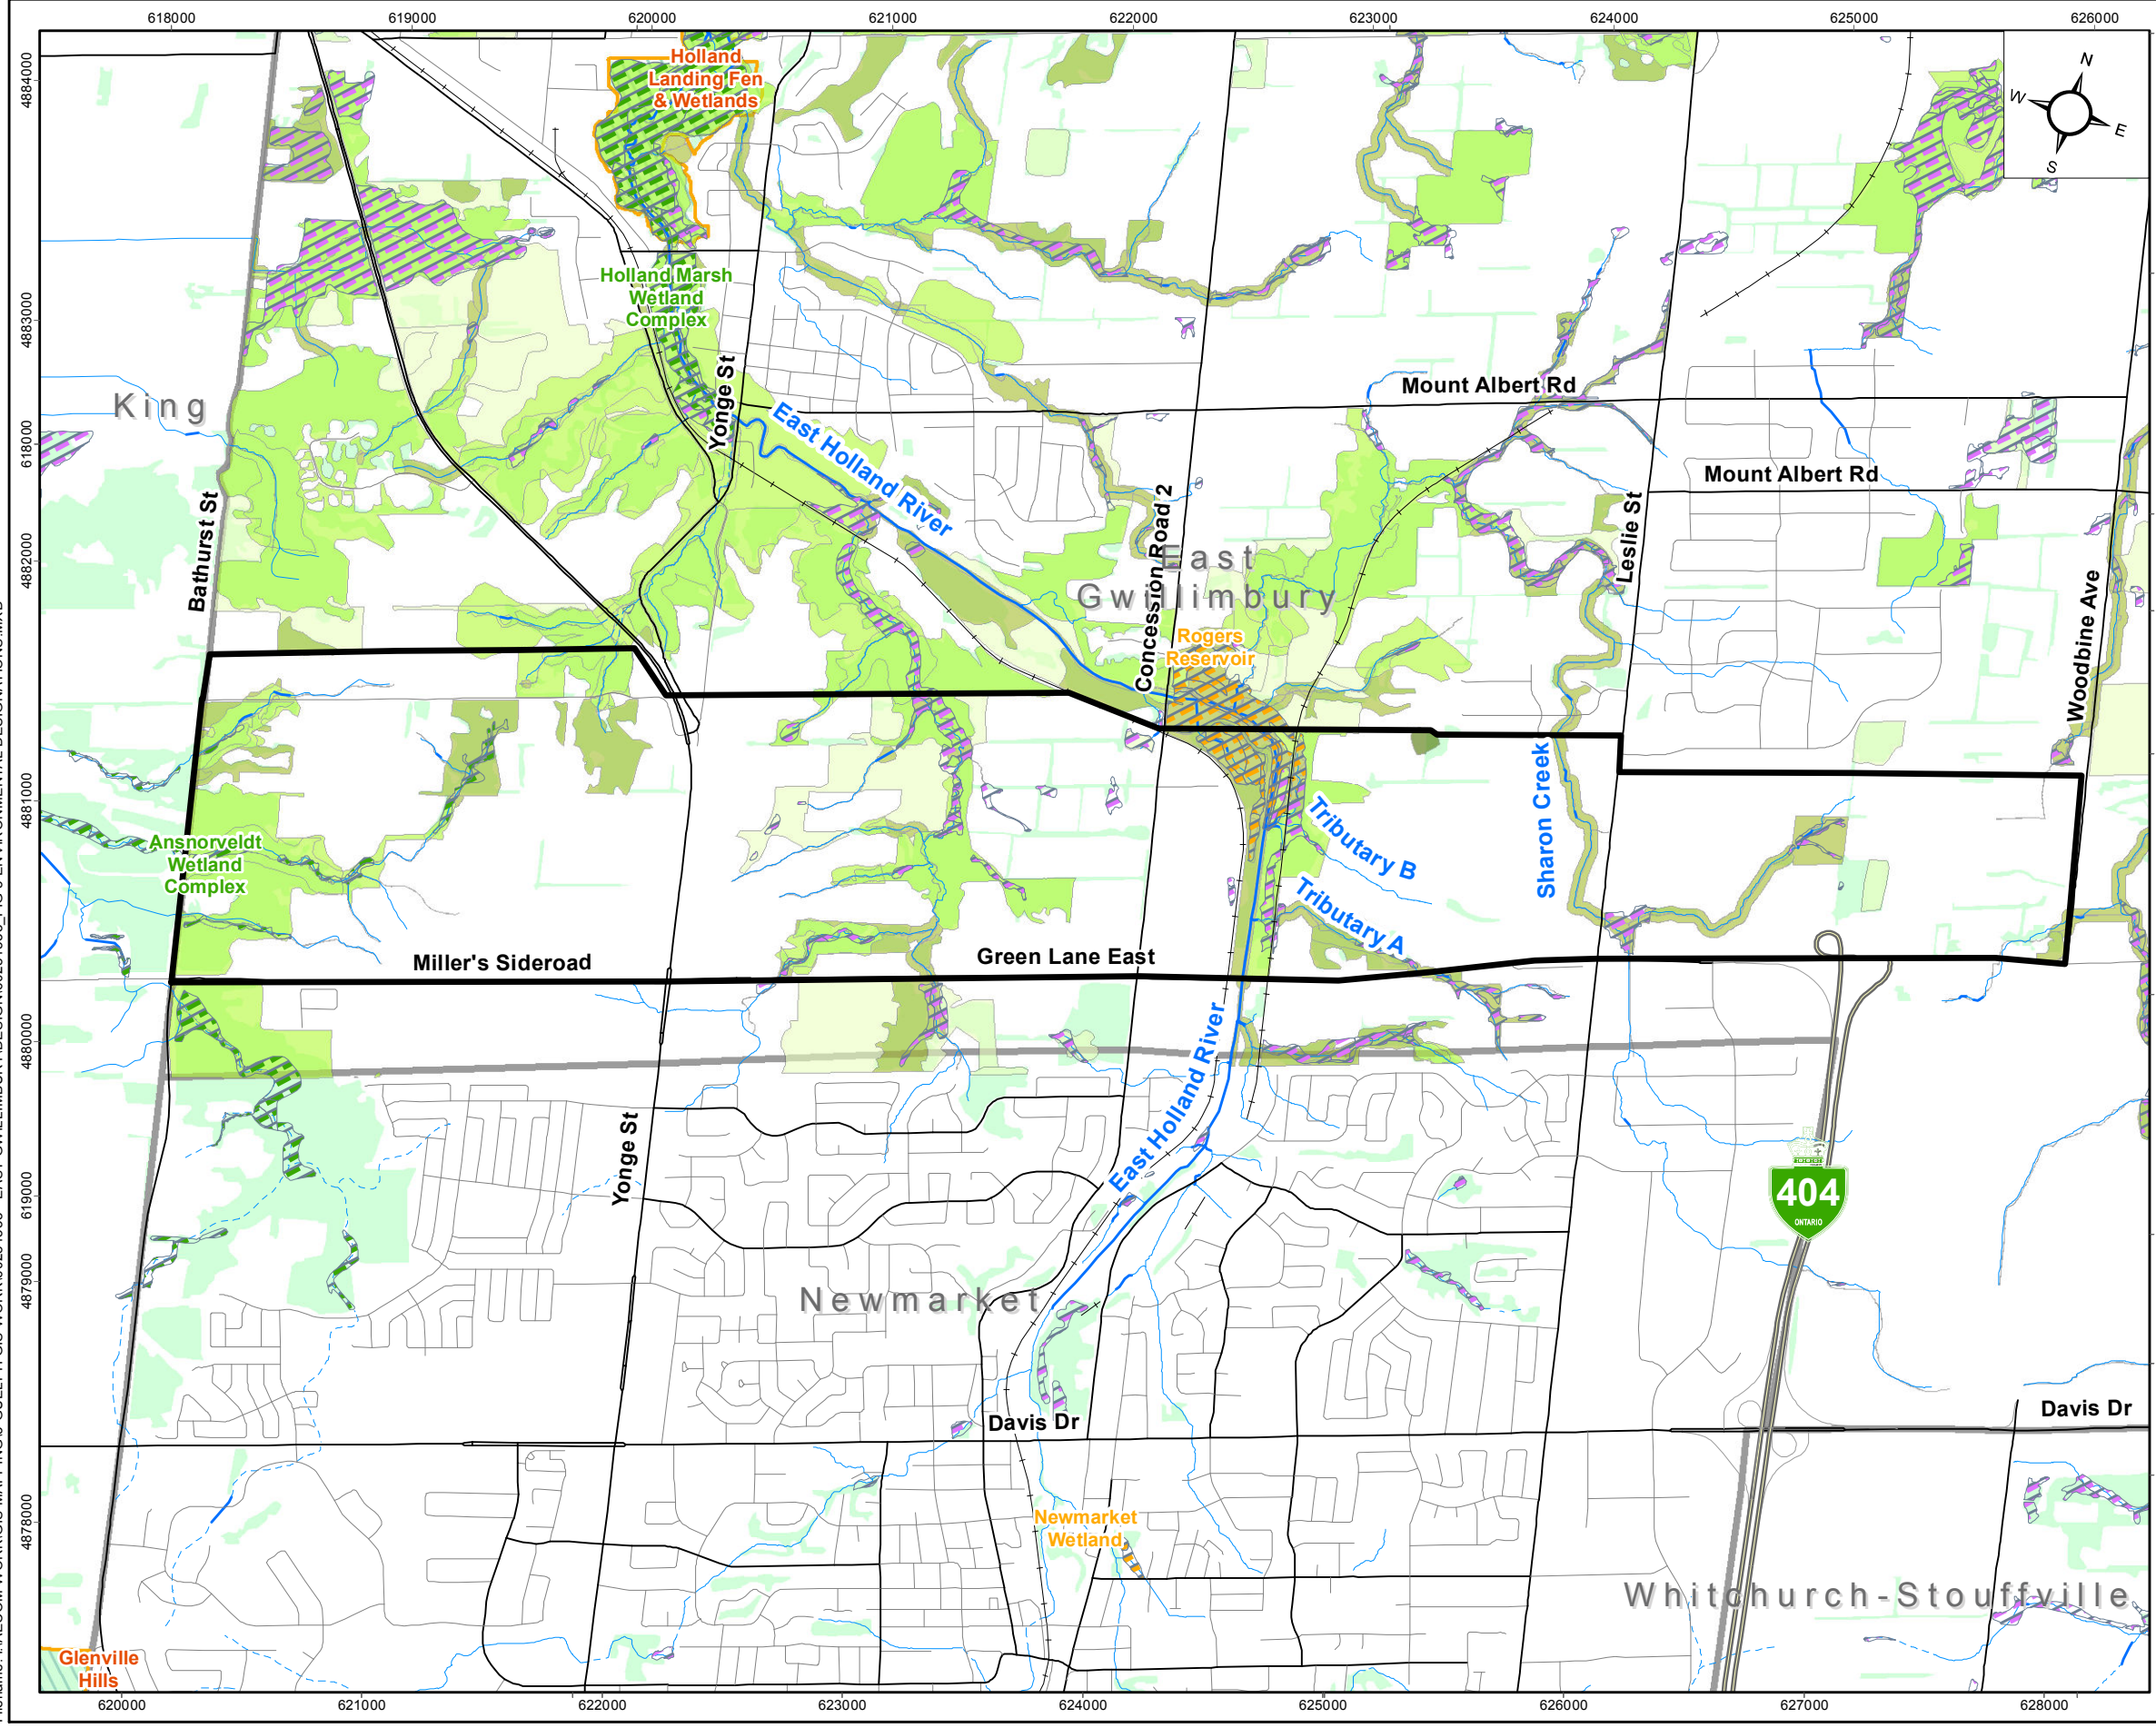 618000 619000 620000 621000 622000 623000 624000 625000 626000
N
W
E
S
4884000
Holland
Landing Fen
& Wetlands
Holland Marsh
Wetland
Complex
4883000
King
Yonge St
Mount Albert Rd
East Holland River
618000
Mount Albert Rd
Bathurst St
Concession Road 2
Leslie St
4882000
East
Gwillimbury
Woodbine Ave
Rogers
Reservoir
4881000
Sharon Creek
Tributary B
Ansnorveldt
Wetland
Complex
Tributary A
Miller's Sideroad
Green Lane East
4880000
East Holland River
Yonge St
619000
404
ONTARIO
4879000
Newmarket
Davis Dr
Davis Dr
4878000
Newmarket
Wetland
Whitchurch-Stouffville
Glenville
Hills
620000 621000 622000 623000 624000 625000 626000 627000 628000